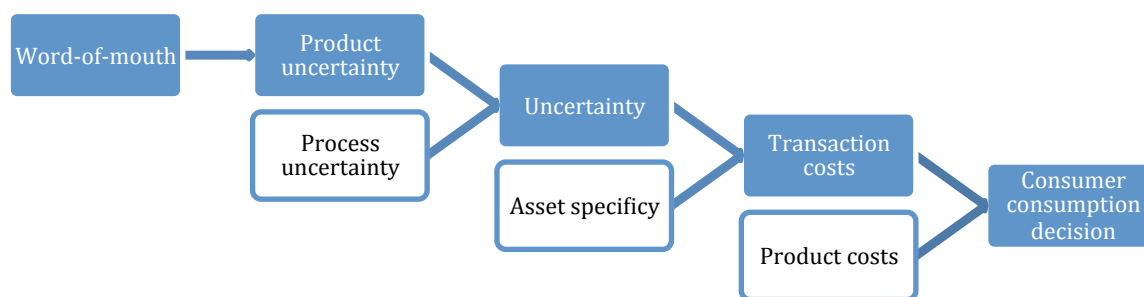 Word-of-mouth
Product
uncertainty
Process
uncertainty
Uncertainty
Asset specificy
Transaction
costs
Product costs
Consumer
consumption
decision